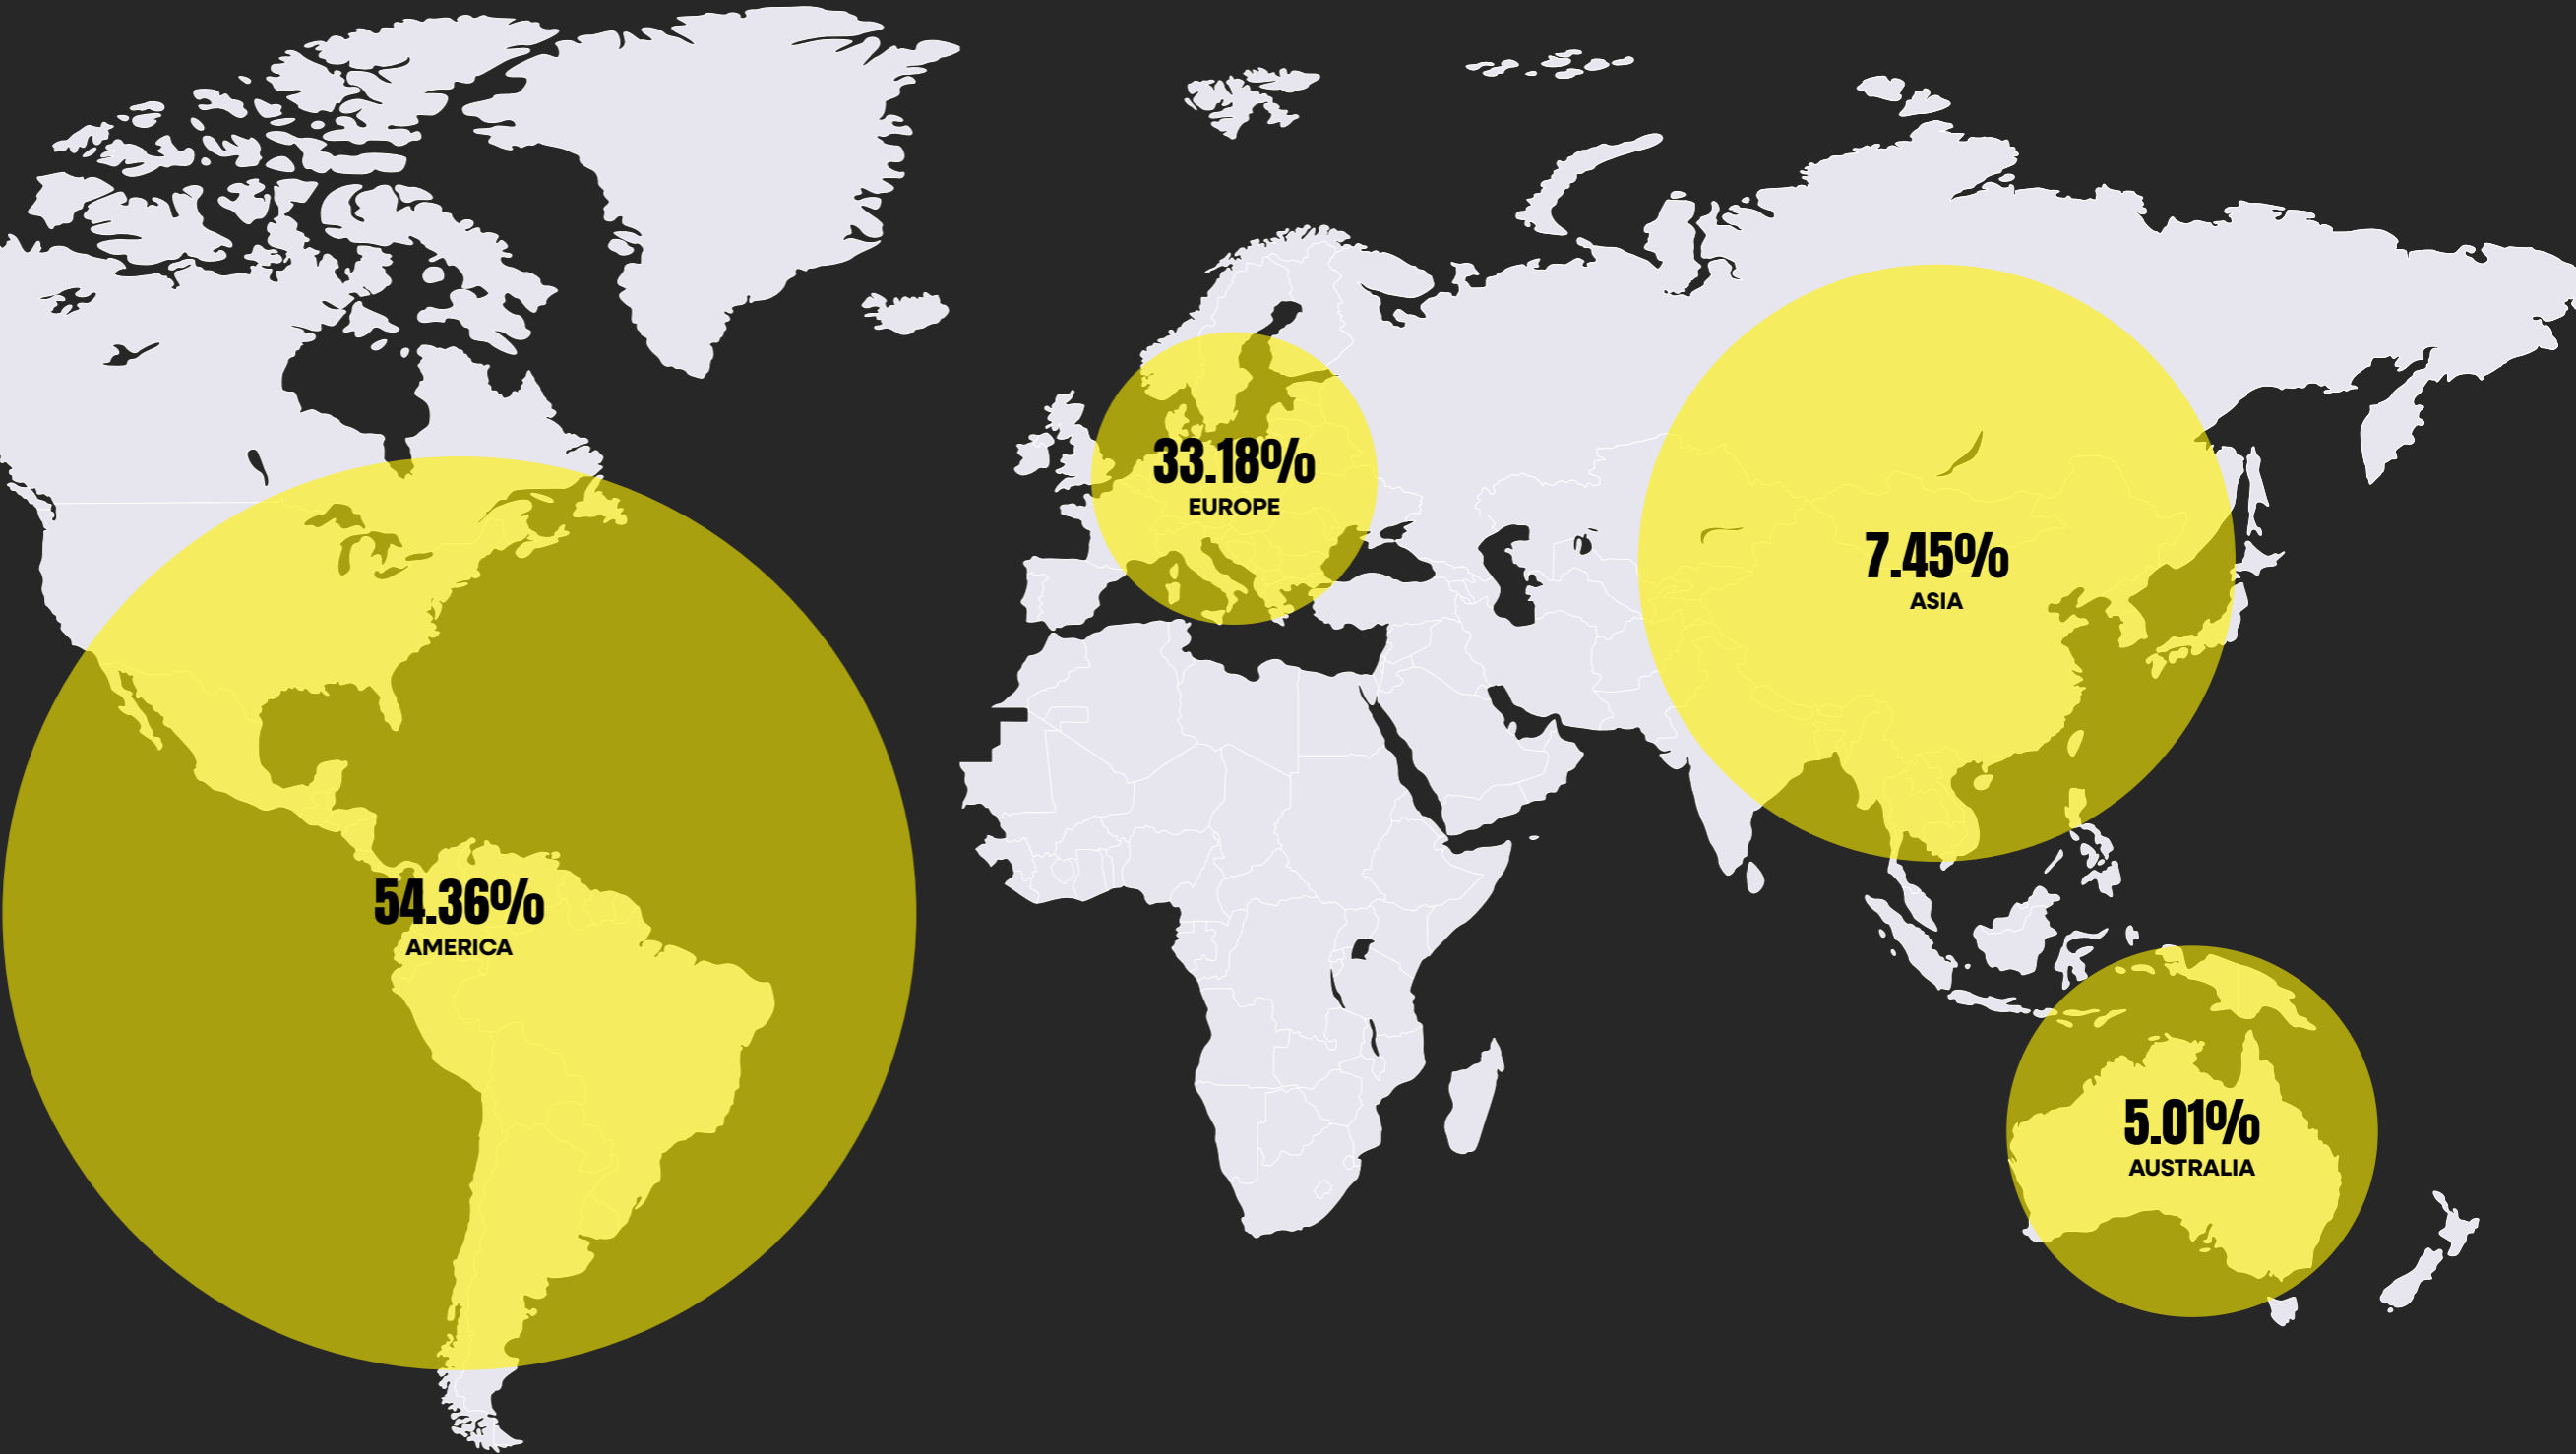 33.18%
EUROPE
7.45%
ASIA
54.36%
AMERICA
5.01%
AUSTRALIA